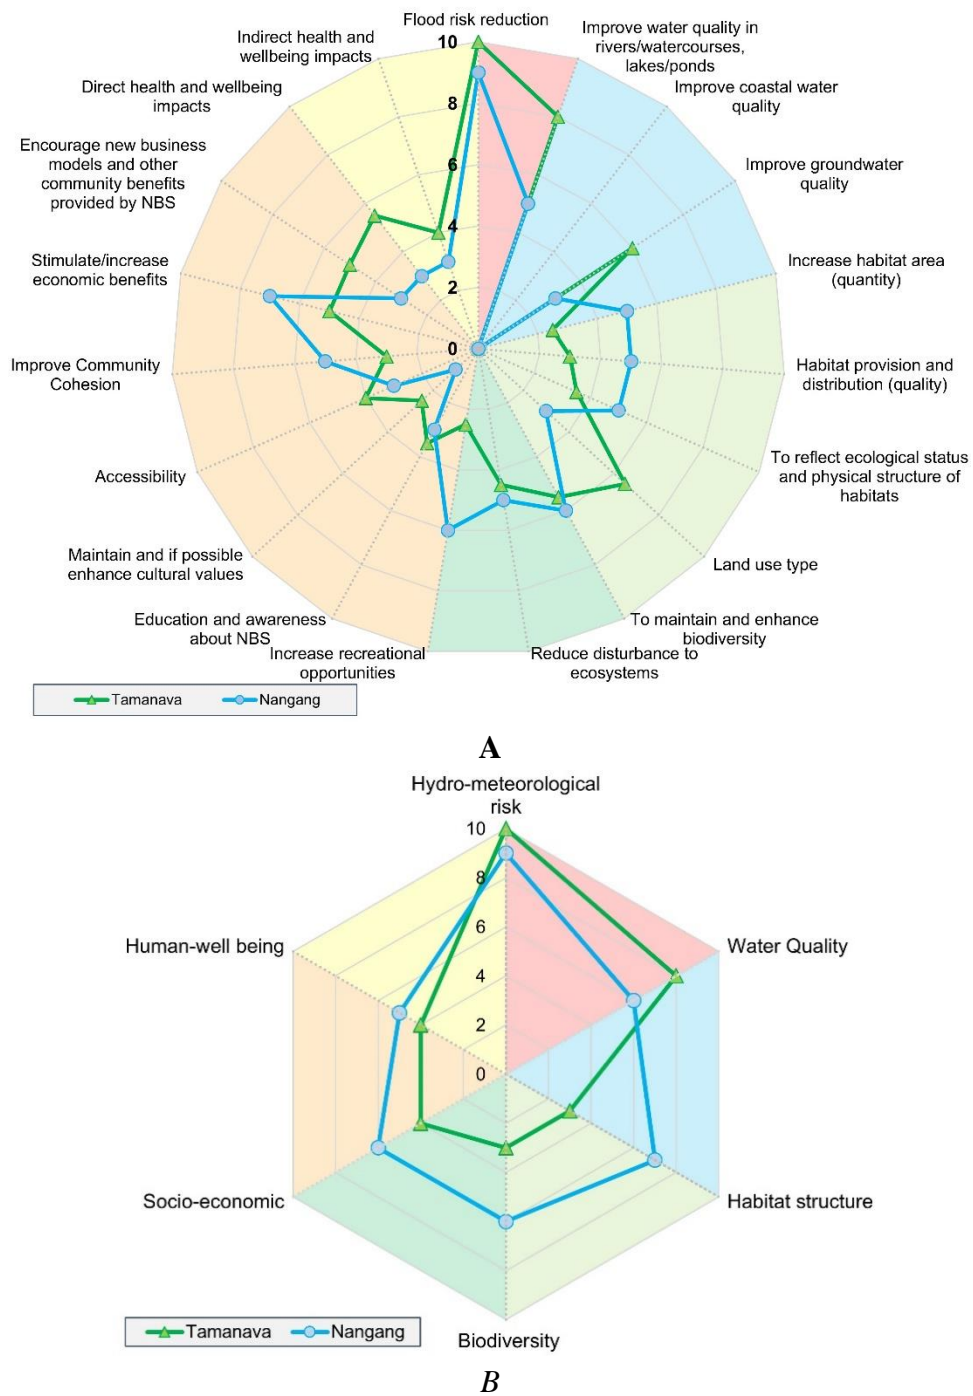 Flood risk reduction
Improve water quality in
rivers/watercourses,
lakes/ponds
Improve coastal water
quality
Improve groundwater
quality
Increase habitat area
(quantity)
Habitat provision and
distribution (quality)
To reflect ecological status
and physical structure of
habitats
Land use type
To maintain and enhance
biodiversity
Reduce disturbance to
ecosystems
Increase recreational
opportunities
Education and awareness
about NBS
Maintain and if possible
enhance cultural values
Accessibility
Improve Community
Cohesion
Stimulate/increase
economic benefits
Encourage new business
models and other
community benefits
provided by NBS
Direct health and wellbeing
impacts
Indirect health and
wellbeing impacts
10
8
6
4
2
0
Tamanava
Nangang
A
Hydro-meteorological
risk
Water Quality
Habitat structure
Biodiversity
Socio-economic
Human-well being
10
8
6
4
2
0
Tamanava
Nangang
B